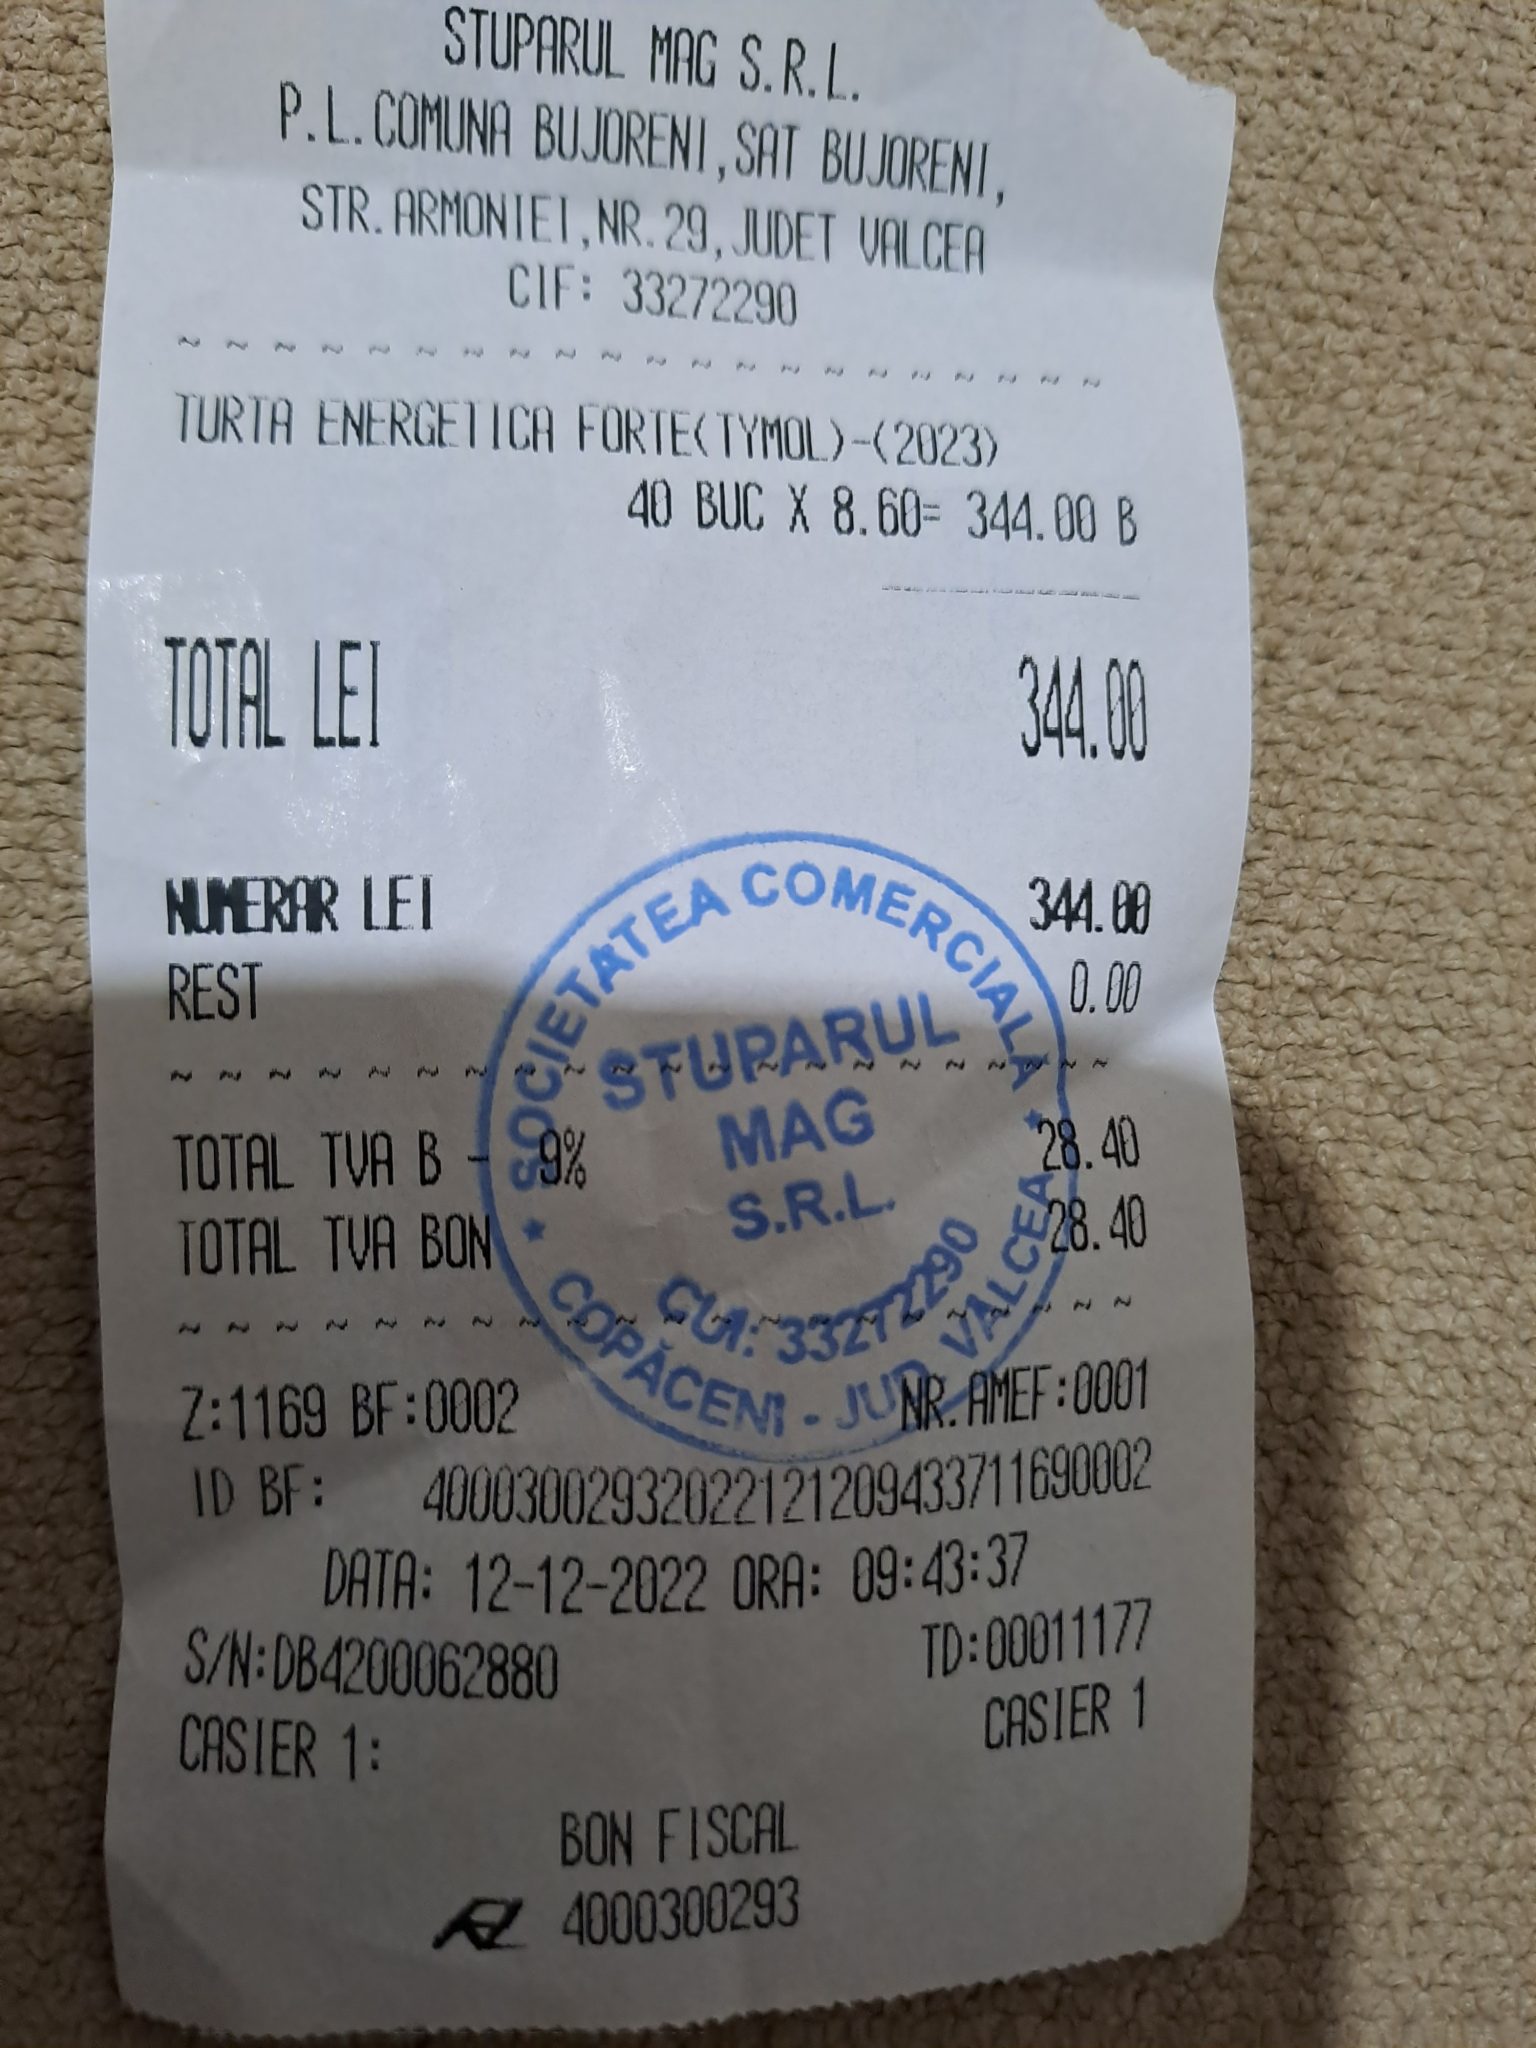 STUPARUL MAG S.R.L.
P.L.COMUNA BUJORENI,SAT BUJORENI,
STR.ARMONIEI,NR.29,JUDET VALCEA
CIF: 33272290
~ ~ ~ ~ ~ ~ ~ ~ ~ ~ ~ ~ ~ ~ ~ ~ ~ ~ ~ ~
TURTA ENERGETICA FORTE(TYMOL)-(2023)
40 BUC X 8.60= 344.00 B
TOTAL LEI 344.00
NUMERAR LEI 344.00
REST 0.00
~ ~ ~ ~ ~ ~ ~ ~ ~ ~ ~ ~ ~ ~ ~ ~ ~ ~ ~ ~
TOTAL TVA B - 9% 28.40
TOTAL TVA BON 28.40
~ ~ ~ ~ ~ ~ ~ ~ ~ ~ ~ ~ ~ ~ ~ ~ ~ ~ ~ ~
Z:1169 BF:0002 NR.AMEF:0001
ID BF: 40003002932022121209433711690002
DATA: 12-12-2022 ORA: 09:43:37
S/N:DB4200062880 TD:00011177
CASIER 1: CASIER 1
BON FISCAL
4000300293
SOCIETATEA COMERCIALA
STUPARUL
MAG
S.R.L.
CUI: 33272290
* COPĂCENI - JUD. VALCEA *